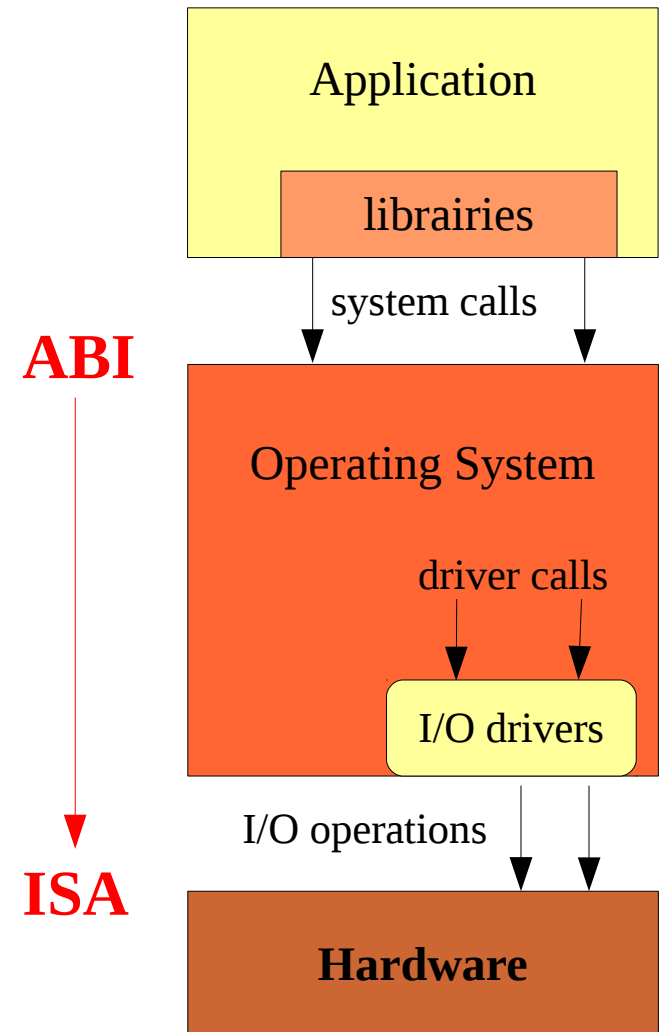 Application
librairies
system calls
ABI
Operating System
driver calls
I/O drivers
I/O operations
ISA
Hardware